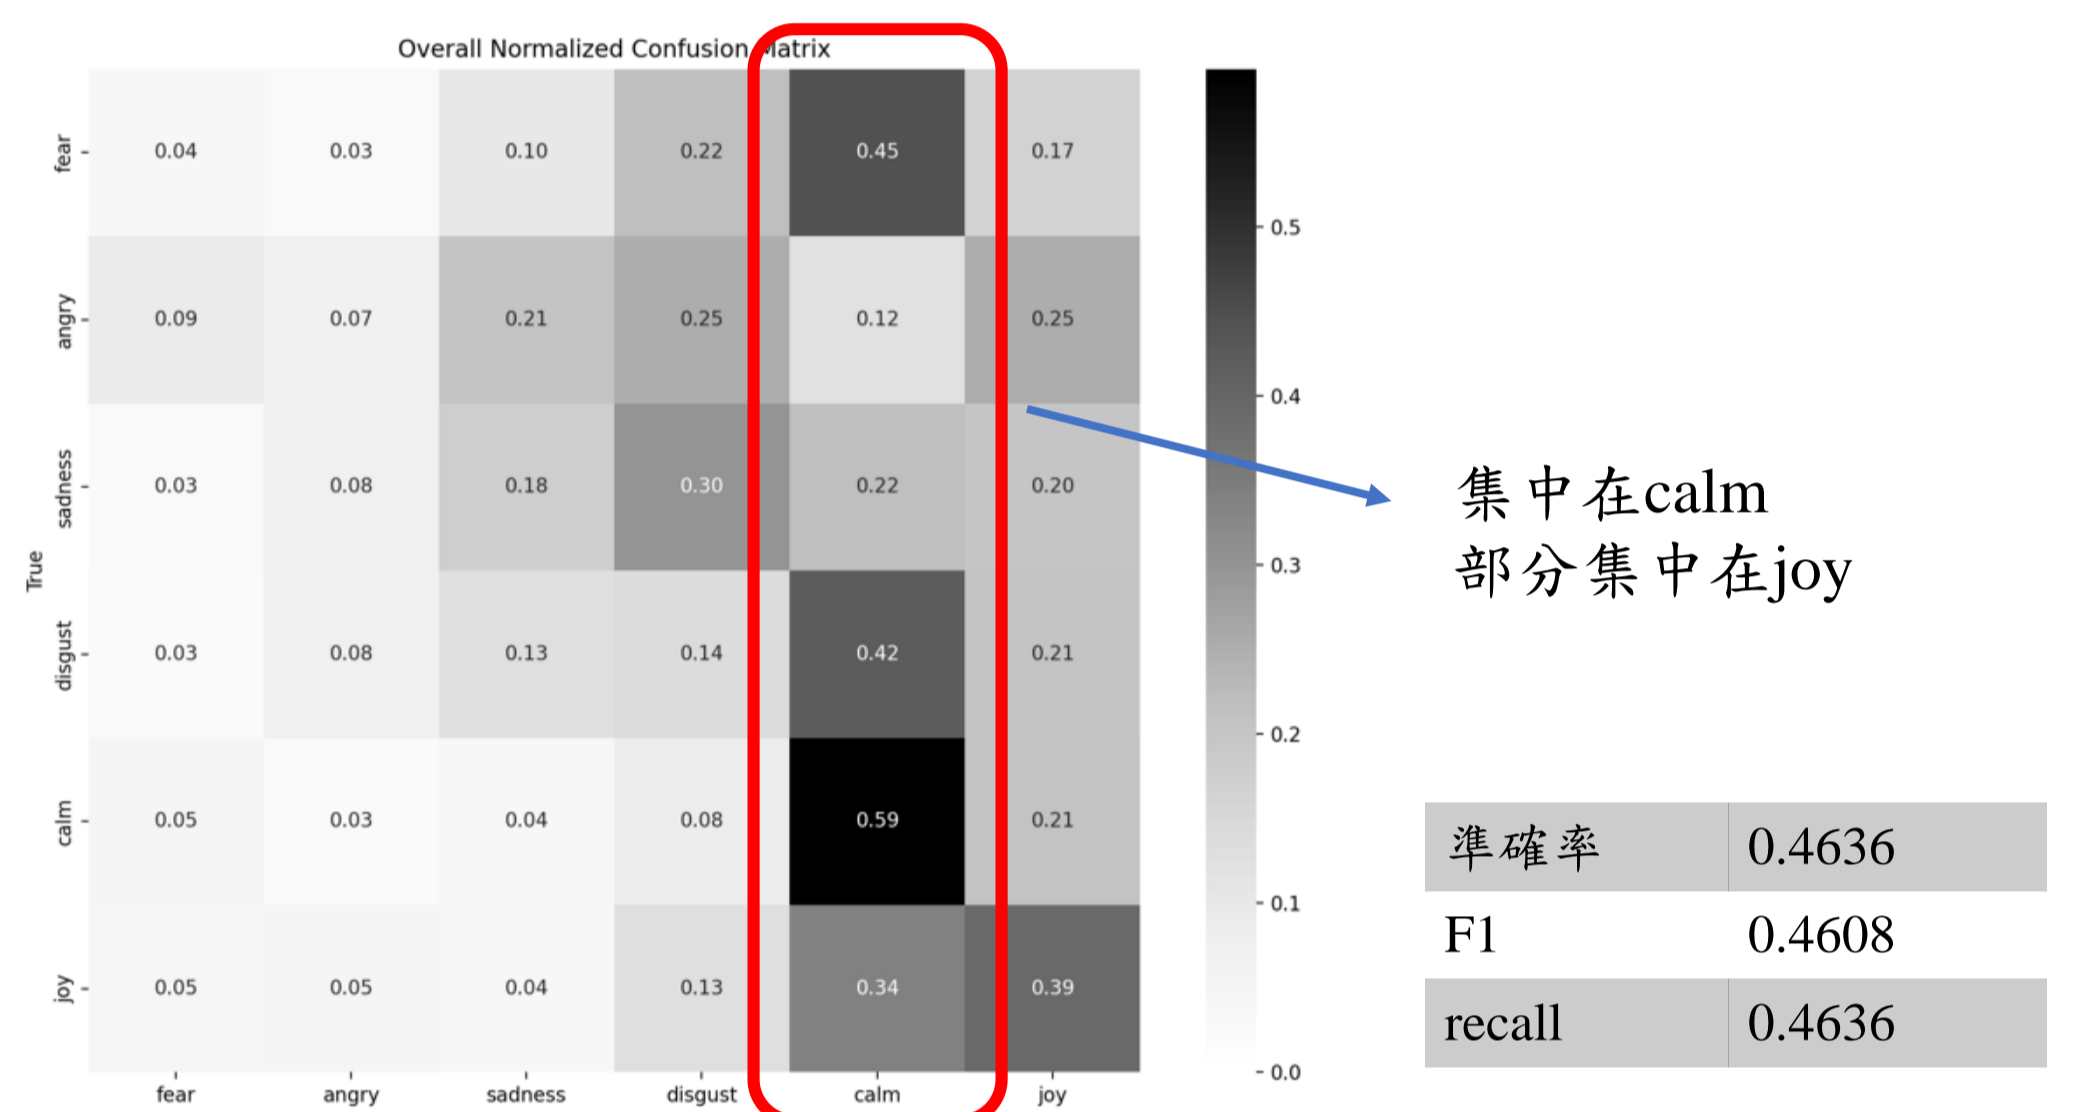 Overall Normalized Confusion Matrix
fear 0.04 0.03 0.10 0.22 0.45 0.17
angry 0.09 0.07 0.21 0.25 0.12 0.25
sadness 0.03 0.08 0.18 0.30 0.22 0.20
disgust 0.03 0.08 0.13 0.14 0.42 0.21
calm 0.05 0.03 0.04 0.08 0.59 0.21
joy 0.05 0.05 0.04 0.13 0.34 0.39
True
fear angry sadness disgust calm joy
0.5
0.4
0.3
0.2
0.1
0.0
集中在calm
部分集中在joy
準確率 0.4636
F1 0.4608
recall 0.4636